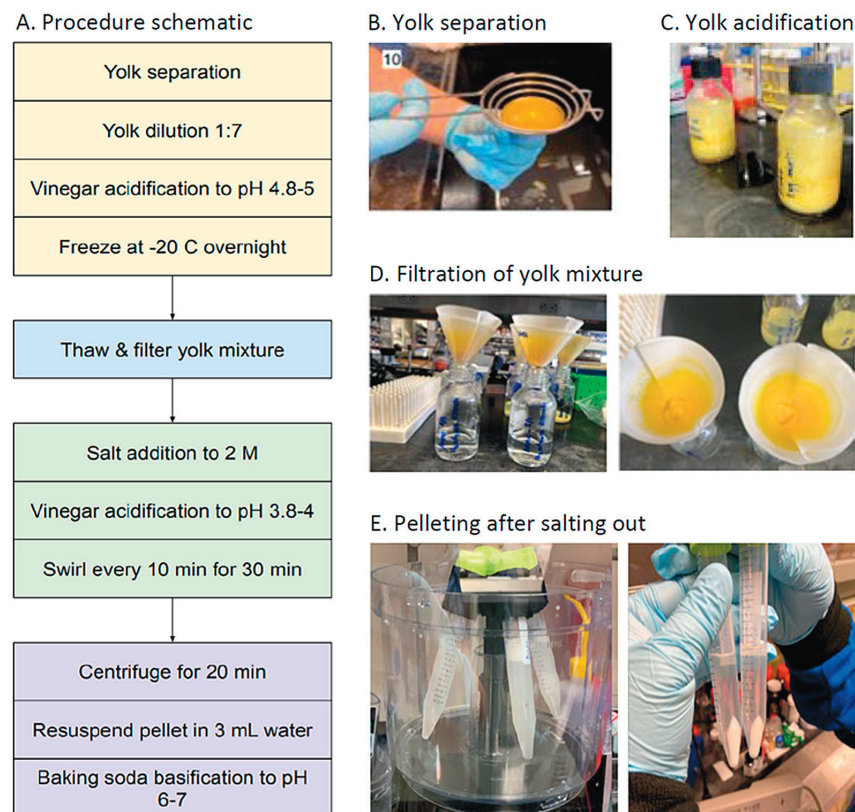 A. Procedure schematic
Yolk separation
Yolk dilution 1:7
Vinegar acidification to pH 4.8-5
Freeze at -20 C overnight
Thaw & filter yolk mixture
Salt addition to 2 M
Vinegar acidification to pH 3.8-4
Swirl every 10 min for 30 min
Centrifuge for 20 min
Resuspend pellet in 3 mL water
Baking soda basification to pH
6-7
B. Yolk separation
10
C. Yolk acidification
D. Filtration of yolk mixture
E. Pelleting after salting out